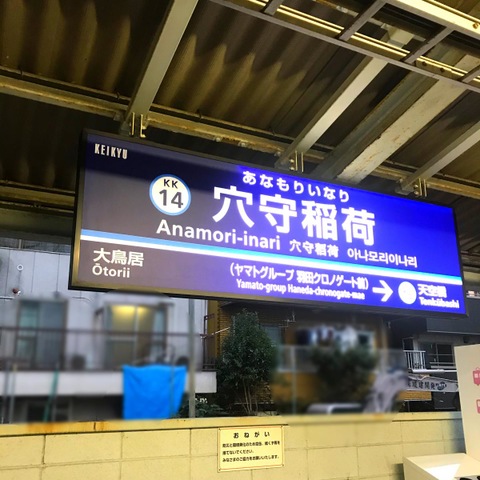 KEIKYU
KK
14
あなもりいなり
穴守稲荷
Anamori-inari 穴守稻荷 아나모리이나리
大鳥居
Ōtorii
(ヤマトグループ 羽田クロノゲート前)
Yamato-group Haneda-chronogate-mae
天空橋
Tenkūbashi
おねがい